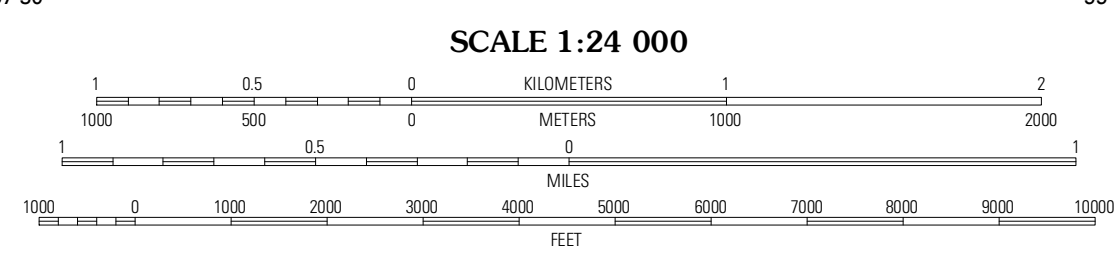 SCALE 1:24 000
1 0.5 0 KILOMETERS 1 2
1000 500 0 METERS 1000 2000
1 0.5 0 1
MILES
1000 0 1000 2000 3000 4000 5000 6000 7000 8000 9000 10000
FEET